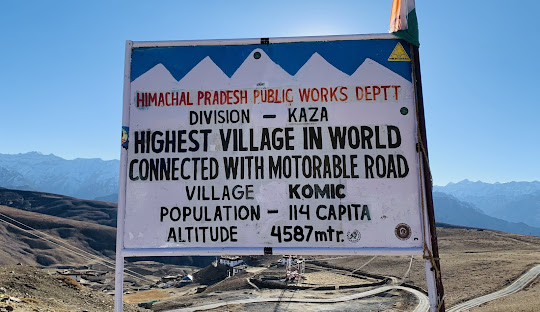 HIMACHAL PRADESH PUBLIC WORKS DEPTT
DIVISION – KAZA
HIGHEST VILLAGE IN WORLD
CONNECTED WITH MOTORABLE ROAD
VILLAGE KOMIC
POPULATION – 114 CAPITA
ALTITUDE 4587mtr.